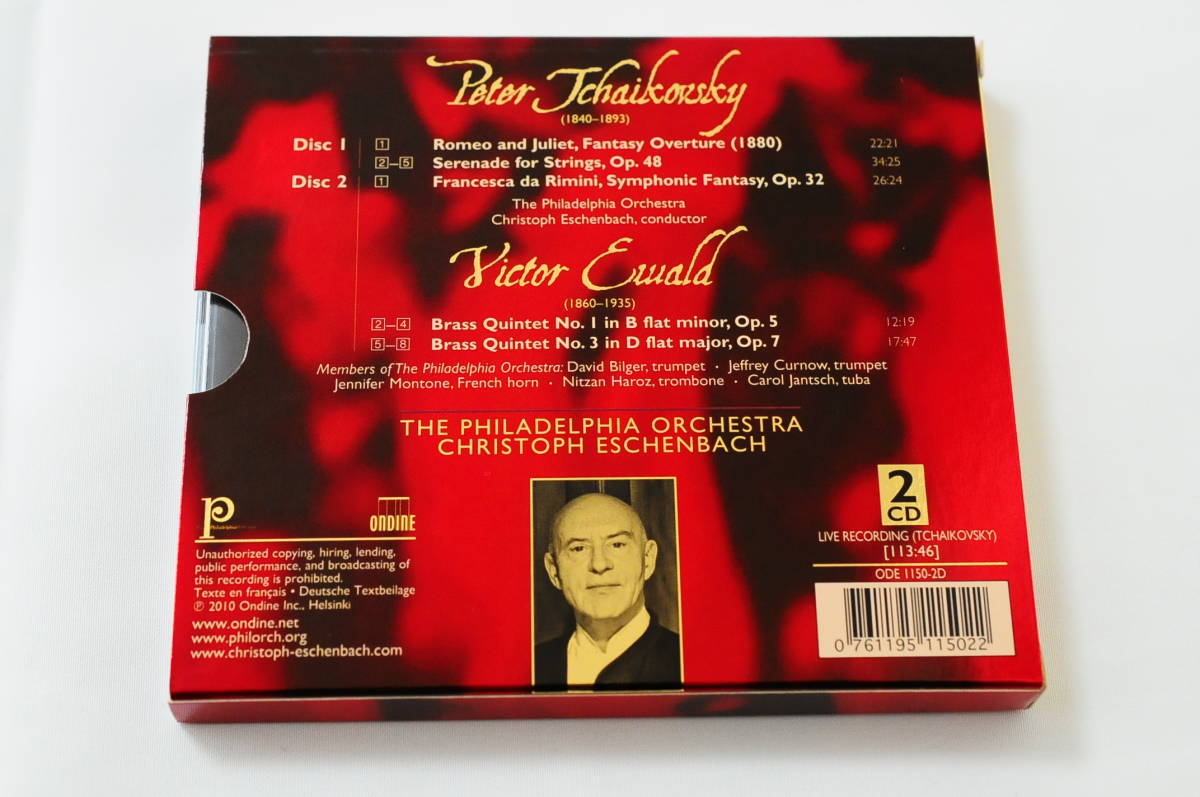 Peter Tchaikovsky
(1840–1893)
Disc 1 1 Romeo and Juliet, Fantasy Overture (1880) 22:21
2–5 Serenade for Strings, Op. 48 34:25
Disc 2 1 Francesca da Rimini, Symphonic Fantasy, Op. 32 26:24
The Philadelphia Orchestra
Christoph Eschenbach, conductor
Victor Ewald
(1860–1935)
2–4 Brass Quintet No. 1 in B flat minor, Op. 5 12:19
5–8 Brass Quintet No. 3 in D flat major, Op. 7 17:47
Members of The Philadelphia Orchestra: David Bilger, trumpet · Jeffrey Curnow, trumpet
Jennifer Montone, French horn · Nitzan Haroz, trombone · Carol Jantsch, tuba
THE PHILADELPHIA ORCHESTRA
CHRISTOPH ESCHENBACH
P
Philadelphia
ONDINE
Unauthorized copying, hiring, lending,
public performance, and broadcasting of
this recording is prohibited.
Texte en français • Deutsche Textbeilage
℗ 2010 Ondine Inc., Helsinki
www.ondine.net
www.philorch.org
www.christoph-eschenbach.com
2
CD
LIVE RECORDING (TCHAIKOVSKY)
[113:46]
ODE 1150-2D
0 761195 115022